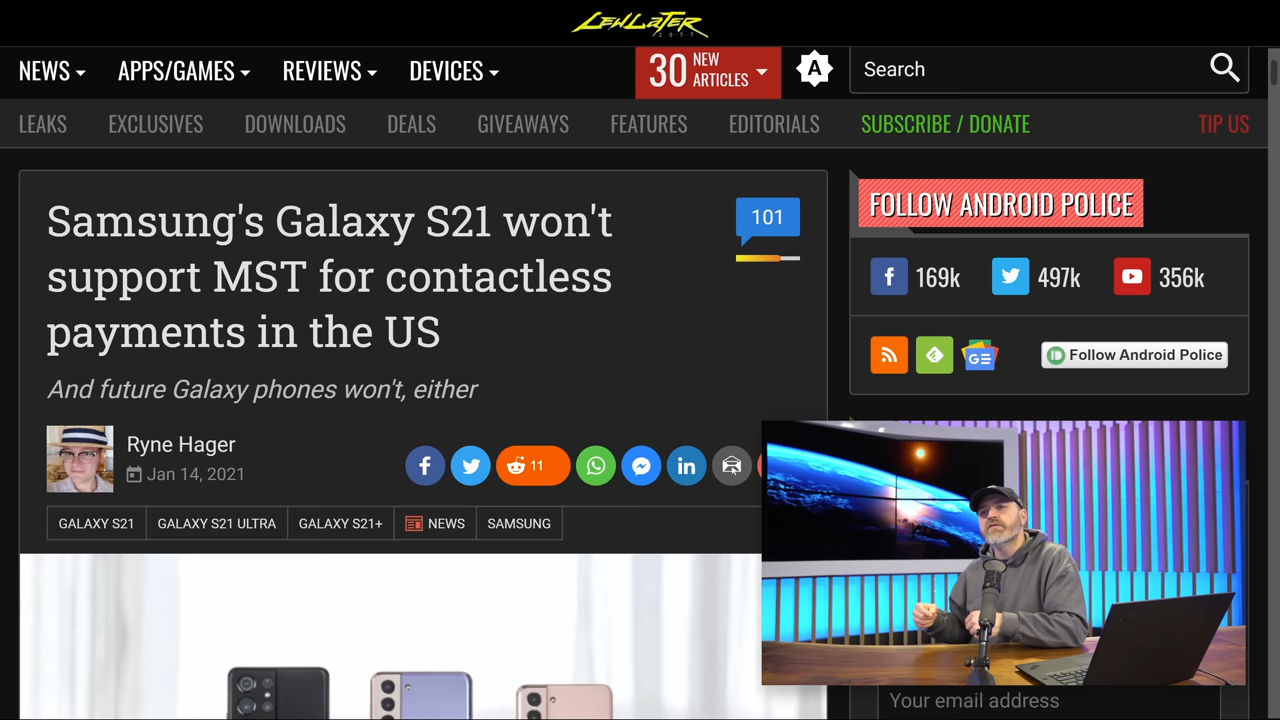 LEWLATER
2077
NEWS
APPS/GAMES
REVIEWS
DEVICES
30 NEW ARTICLES
A
Search
LEAKS
EXCLUSIVES
DOWNLOADS
DEALS
GIVEAWAYS
FEATURES
EDITORIALS
SUBSCRIBE / DONATE
TIP US
Samsung's Galaxy S21 won't
support MST for contactless
payments in the US
101
And future Galaxy phones won't, either
Ryne Hager
Jan 14, 2021
11
GALAXY S21
GALAXY S21 ULTRA
GALAXY S21+
NEWS
SAMSUNG
FOLLOW ANDROID POLICE
169k
497k
356k
GE
Follow Android Police
Your email address